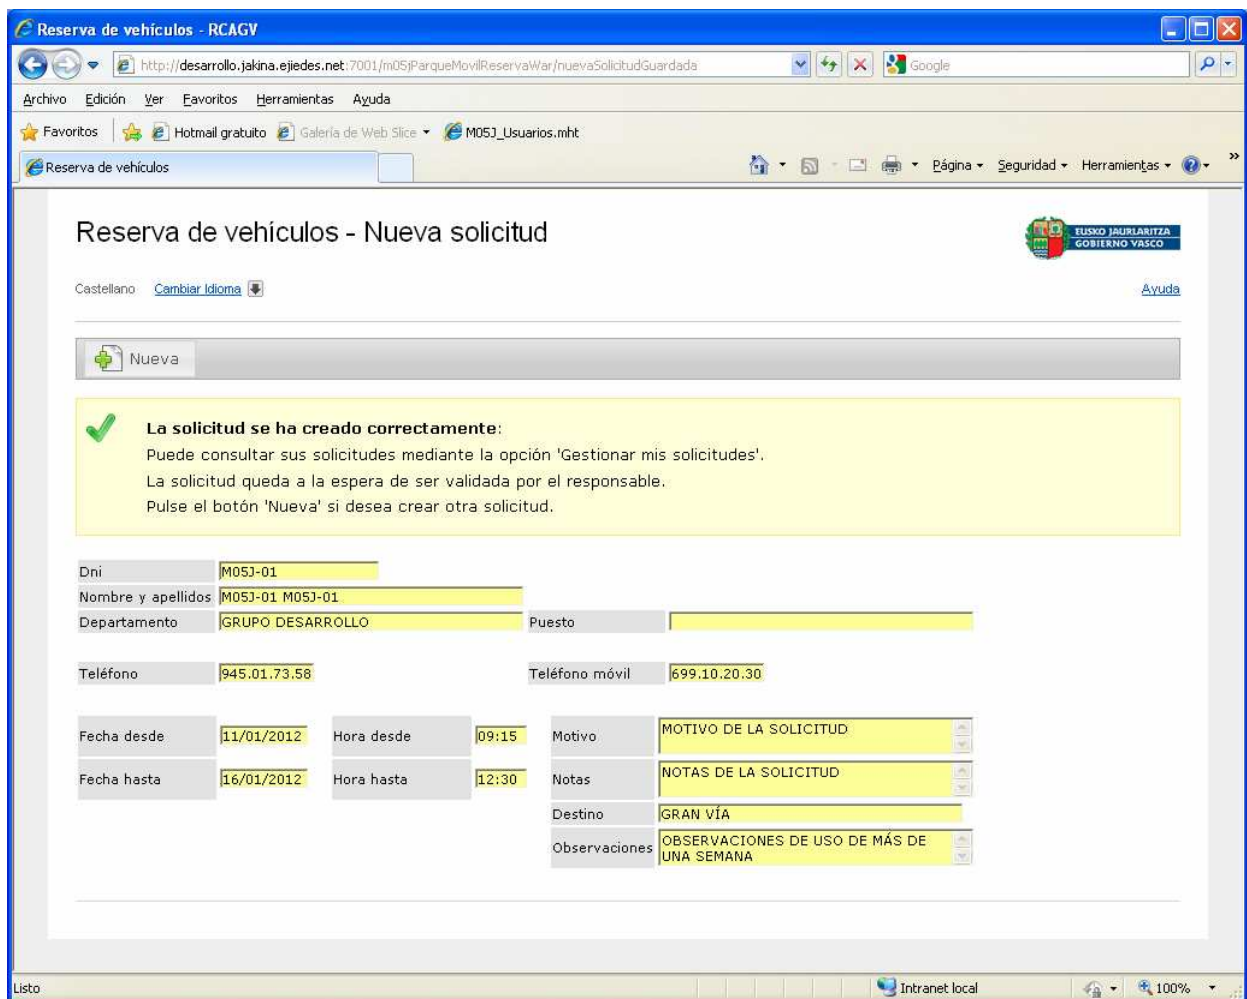 Reserva de vehículos - RCAGV
http://desarrollo.jakina.ejiedes.net:7001/m05jParqueMovilReservaWar/nuevaSolicitudGuardada
Google
Archivo Edición Ver Favoritos Herramientas Ayuda
Favoritos Hotmail gratuito Galería de Web Slice M05J_Usuarios.mht
Reserva de vehículos Página Seguridad Herramientas »
Reserva de vehículos - Nueva solicitud
EUSKO JAURLARITZA
GOBIERNO VASCO
Castellano Cambiar Idioma Ayuda
Nueva
La solicitud se ha creado correctamente:
Puede consultar sus solicitudes mediante la opción 'Gestionar mis solicitudes'.
La solicitud queda a la espera de ser validada por el responsable.
Pulse el botón 'Nueva' si desea crear otra solicitud.
Dni M05J-01
Nombre y apellidos M05J-01 M05J-01
Departamento GRUPO DESARROLLO Puesto
Teléfono 945.01.73.58 Teléfono móvil 699.10.20.30
Fecha desde 11/01/2012 Hora desde 09:15 Motivo MOTIVO DE LA SOLICITUD
Fecha hasta 16/01/2012 Hora hasta 12:30 Notas NOTAS DE LA SOLICITUD
Destino GRAN VÍA
Observaciones OBSERVACIONES DE USO DE MÁS DE
UNA SEMANA
Listo Intranet local 100%